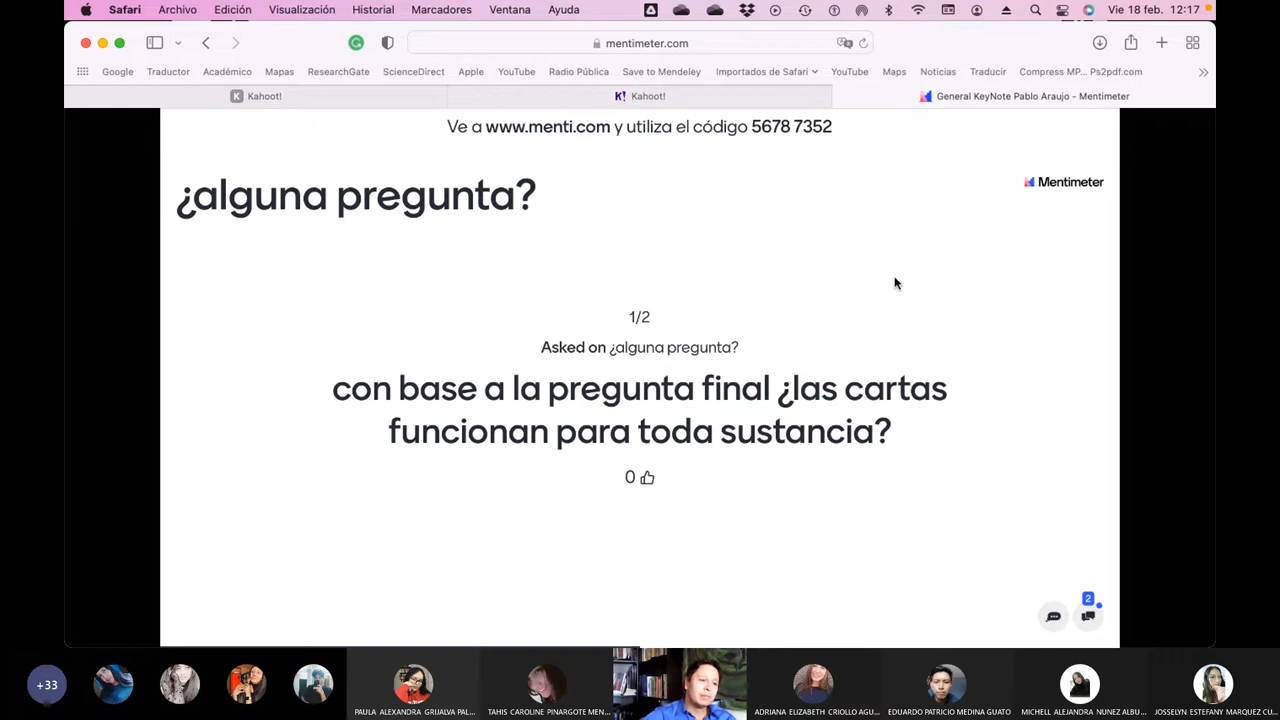 Safari Archivo Edición Visualización Historial Marcadores Ventana Ayuda Vie 18 feb. 12:17
mentimeter.com
Google Traductor Académico Mapas ResearchGate ScienceDirect Apple YouTube Radio Pública Save to Mendeley Importados de Safari YouTube Maps Noticias Traducir Compress MP... Ps2pdf.com
Kahoot! Kahoot! General KeyNote Pablo Araujo - Mentimeter
Ve a www.menti.com y utiliza el código 5678 7352
¿alguna pregunta?
Mentimeter
1/2
Asked on ¿alguna pregunta?
con base a la pregunta final ¿las cartas
funcionan para toda sustancia?
0
2
+33
PAULA ALEXANDRA GRIJALVA PAL... TAHIS CAROLINE PINARGOTE MEN... ADRIANA ELIZABETH CRIOLLO AGU... EDUARDO PATRICIO MEDINA GUATO MICHELL ALEJANDRA NUNEZ ALBU... JOSSELYN ESTEFANY MARQUEZ CU...